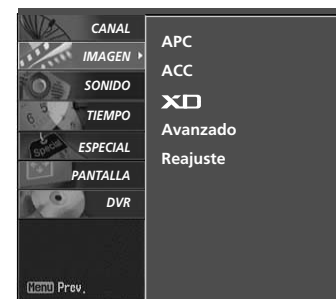 CANAL
IMAGEN
SONIDO
TIEMPO
ESPECIAL
PANTALLA
DVR
APC
ACC
XD
Avanzado
Reajuste
Menu Prev.